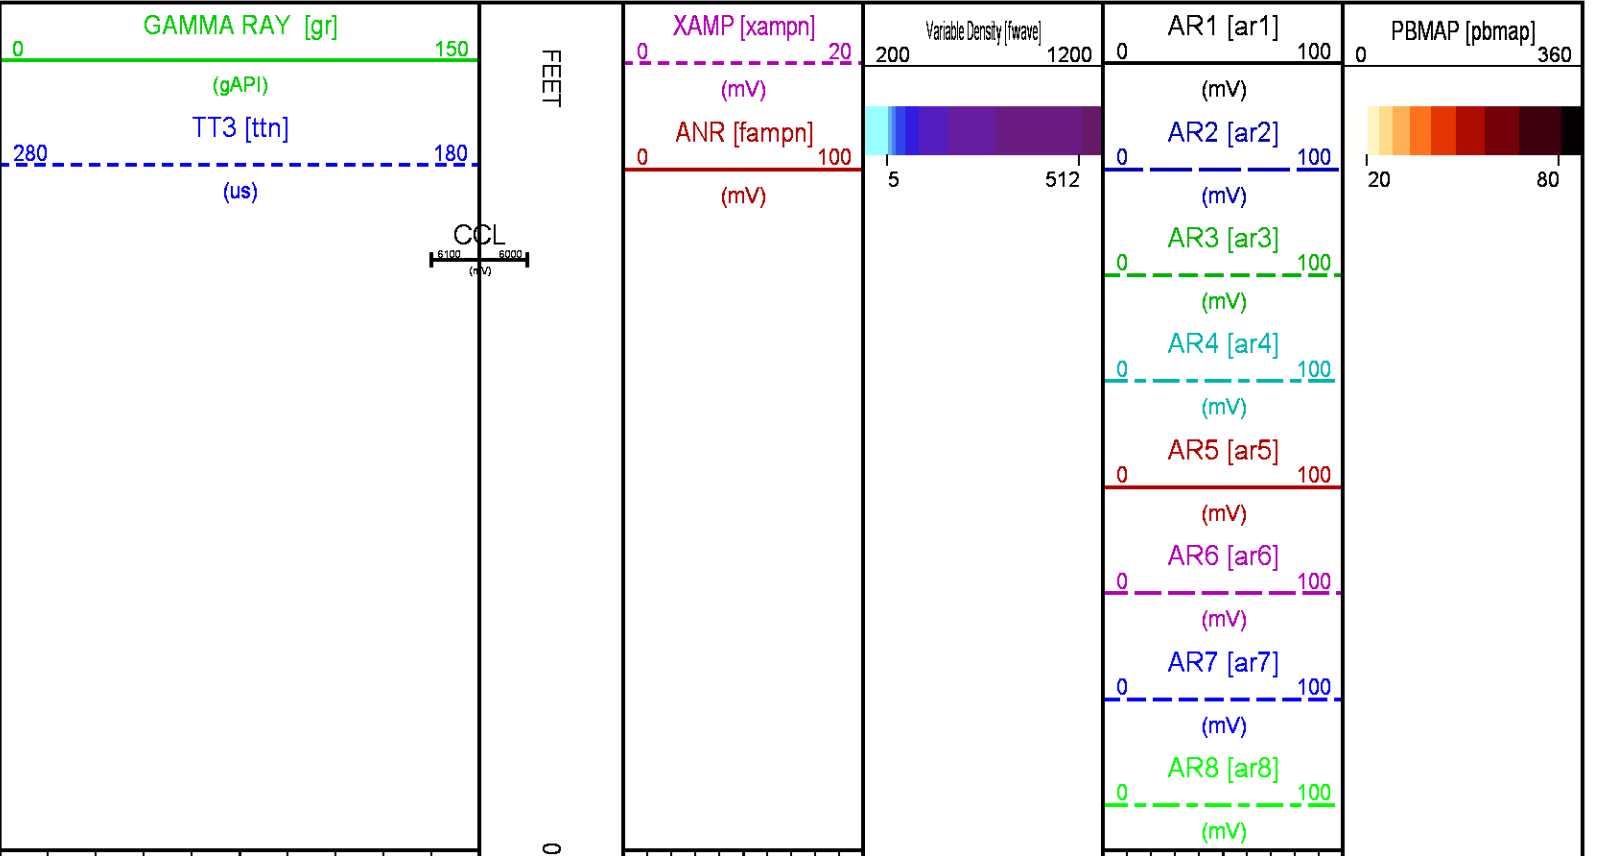 GAMMA RAY [gr]
0 150
(gAPI)
TT3 [ttn]
280 180
(us)
CCL
6100 6000
(mV)
FEET
0
XAMP [xampn]
0 20
(mV)
ANR [fampn]
0 100
(mV)
Variable Density [fwave]
200 1200
5 512
AR1 [ar1]
0 100
(mV)
AR2 [ar2]
0 100
(mV)
AR3 [ar3]
0 100
(mV)
AR4 [ar4]
0 100
(mV)
AR5 [ar5]
0 100
(mV)
AR6 [ar6]
0 100
(mV)
AR7 [ar7]
0 100
(mV)
AR8 [ar8]
0 100
(mV)
PBMAP [pbmap]
0 360
20 80